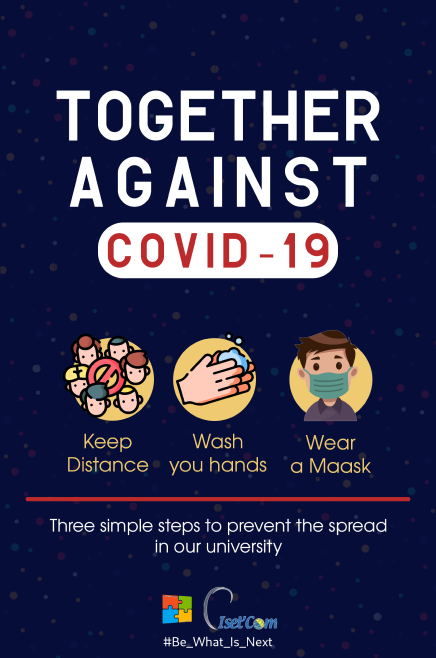 TOGETHER
AGAINST
COVID-19
Keep
Distance
Wash
you hands
Wear
a Maask
Three simple steps to prevent the spread
in our university
Iset'Com
#Be_What_Is_Next